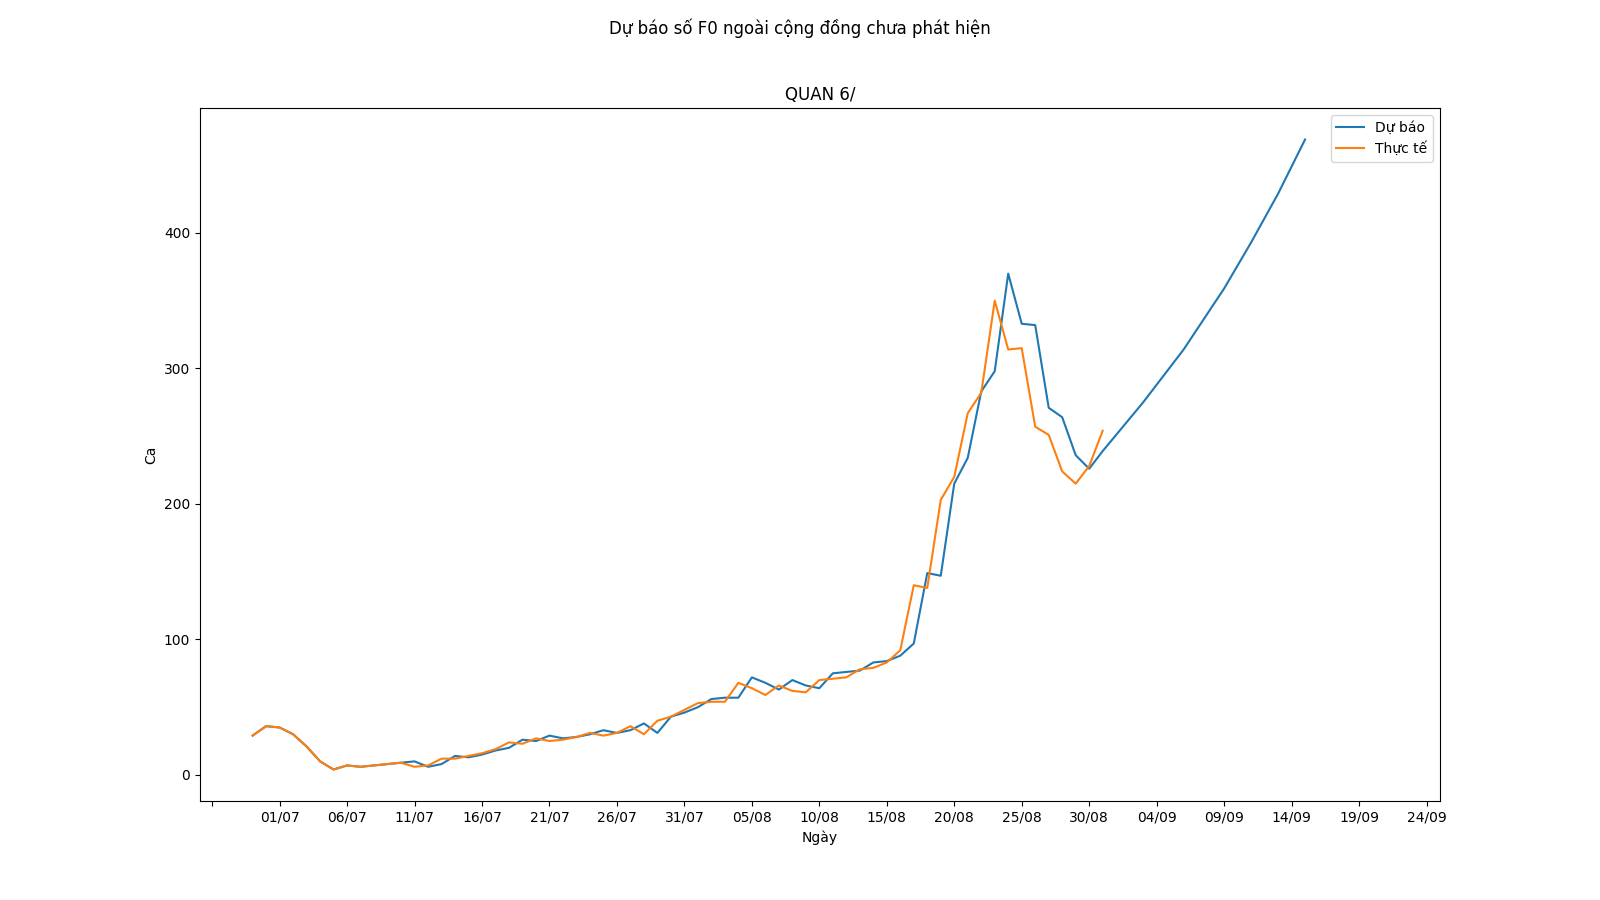 Dự báo số F0 ngoài cộng đồng chưa phát hiện
QUAN 6/
Dự báo
Thực tế
400
300
200
100
0
Ca
01/07 06/07 11/07 16/07 21/07 26/07 31/07 05/08 10/08 15/08 20/08 25/08 30/08 04/09 09/09 14/09 19/09 24/09
Ngày